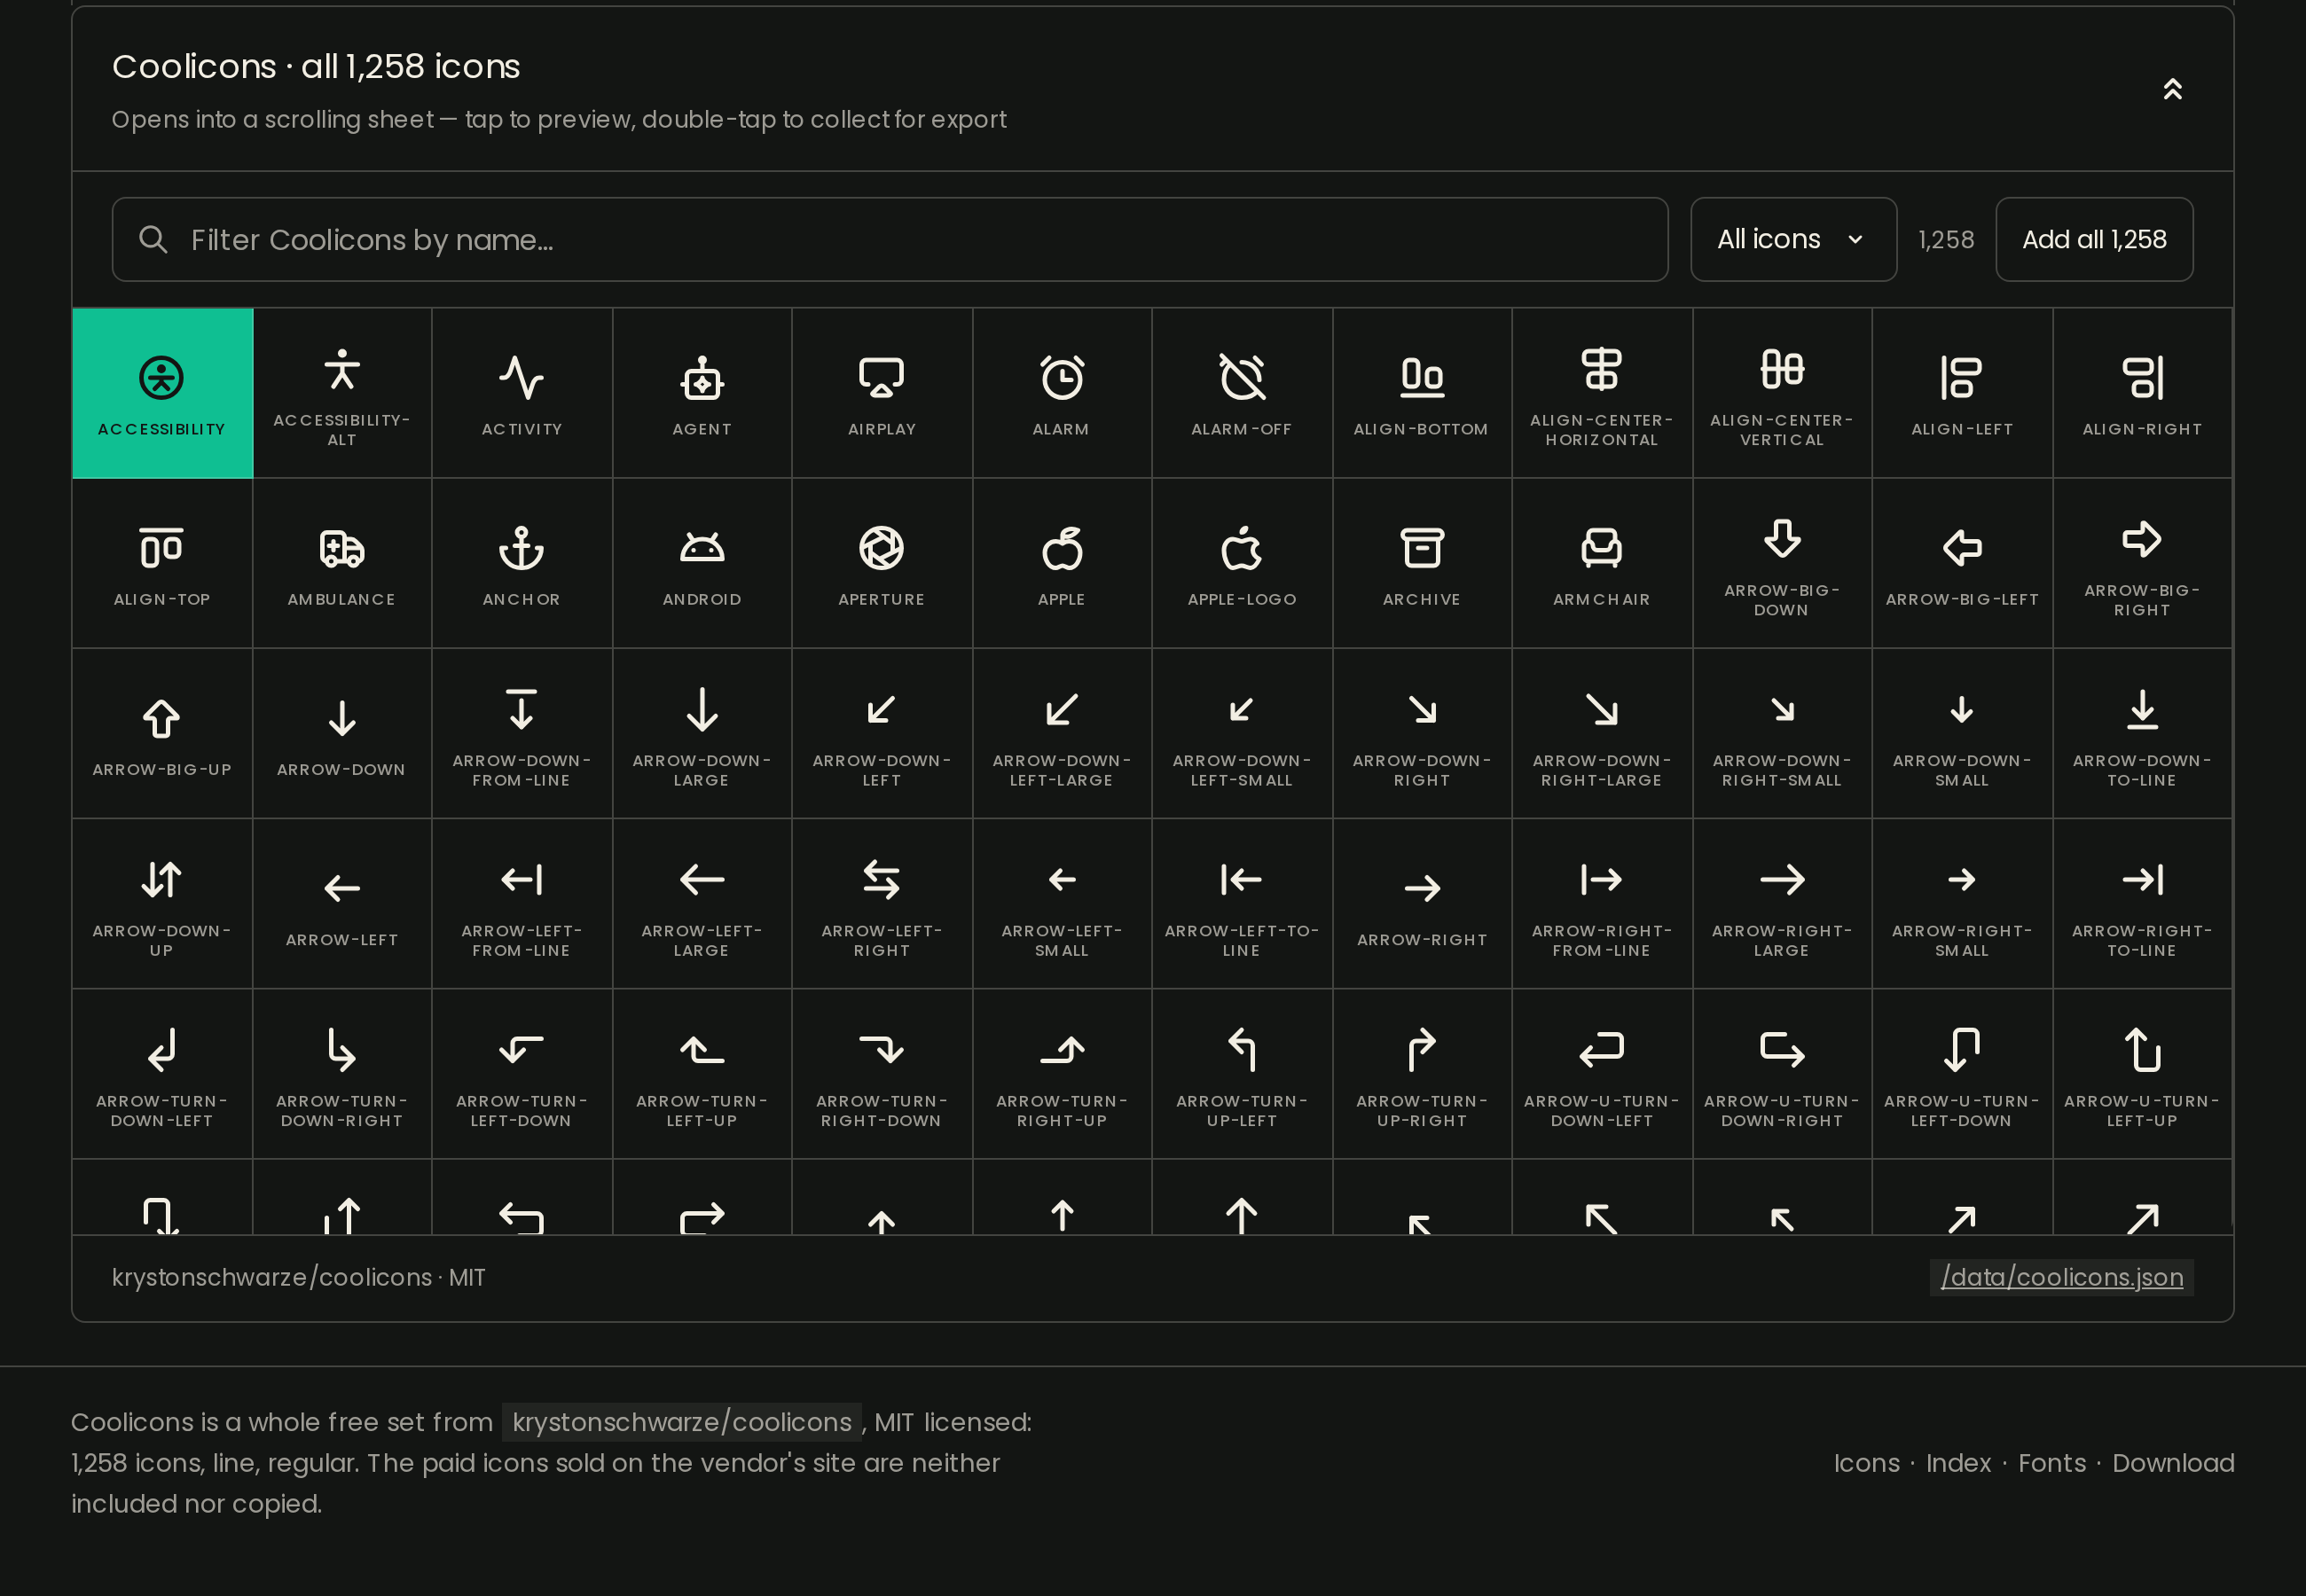 Coolicons · all 1,258 icons
Opens into a scrolling sheet — tap to preview, double-tap to collect for export
Filter Coolicons by name...
All icons
1,258
Add all 1,258
ACCESSIBILITY
ACCESSIBILITY-
ALT
ACTIVITY
AGENT
AIRPLAY
ALARM
ALARM-OFF
ALIGN-BOTTOM
ALIGN-CENTER-
HORIZONTAL
ALIGN-CENTER-
VERTICAL
ALIGN-LEFT
ALIGN-RIGHT
ALIGN-TOP
AMBULANCE
ANCHOR
ANDROID
APERTURE
APPLE
APPLE-LOGO
ARCHIVE
ARMCHAIR
ARROW-BIG-
DOWN
ARROW-BIG-LEFT
ARROW-BIG-
RIGHT
ARROW-BIG-UP
ARROW-DOWN
ARROW-DOWN-
FROM-LINE
ARROW-DOWN-
LARGE
ARROW-DOWN-
LEFT
ARROW-DOWN-
LEFT-LARGE
ARROW-DOWN-
LEFT-SMALL
ARROW-DOWN-
RIGHT
ARROW-DOWN-
RIGHT-LARGE
ARROW-DOWN-
RIGHT-SMALL
ARROW-DOWN-
SMALL
ARROW-DOWN-
TO-LINE
ARROW-DOWN-
UP
ARROW-LEFT
ARROW-LEFT-
FROM-LINE
ARROW-LEFT-
LARGE
ARROW-LEFT-
RIGHT
ARROW-LEFT-
SMALL
ARROW-LEFT-TO-
LINE
ARROW-RIGHT
ARROW-RIGHT-
FROM-LINE
ARROW-RIGHT-
LARGE
ARROW-RIGHT-
SMALL
ARROW-RIGHT-
TO-LINE
ARROW-TURN-
DOWN-LEFT
ARROW-TURN-
DOWN-RIGHT
ARROW-TURN-
LEFT-DOWN
ARROW-TURN-
LEFT-UP
ARROW-TURN-
RIGHT-DOWN
ARROW-TURN-
RIGHT-UP
ARROW-TURN-
UP-LEFT
ARROW-TURN-
UP-RIGHT
ARROW-U-TURN-
DOWN-LEFT
ARROW-U-TURN-
DOWN-RIGHT
ARROW-U-TURN-
LEFT-DOWN
ARROW-U-TURN-
LEFT-UP
krystonschwarze/coolicons · MIT
/data/coolicons.json
Coolicons is a whole free set from krystonschwarze/coolicons, MIT licensed:
1,258 icons, line, regular. The paid icons sold on the vendor's site are neither
included nor copied.
Icons · Index · Fonts · Download